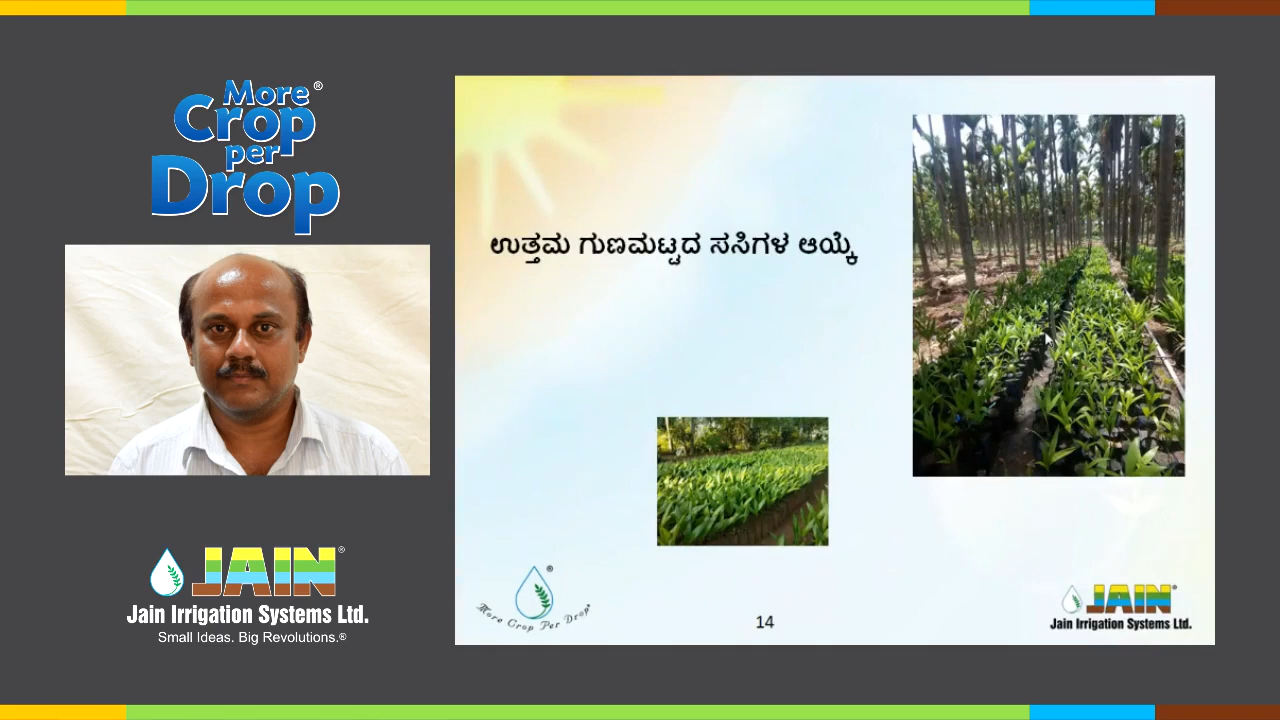 More
Crop
per
Drop®
JAIN®
Jain Irrigation Systems Ltd.
Small Ideas. Big Revolutions.®
ಉತ್ತಮ ಗುಣಮಟ್ಟದ ಸಸಿಗಳ ಆಯ್ಕೆ
More Crop Per Drop®
14
JAIN®
Jain Irrigation Systems Ltd.